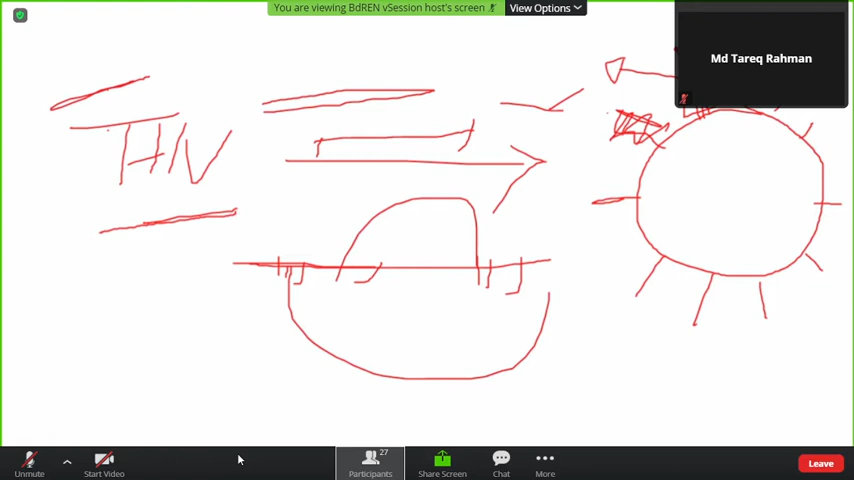 You are viewing BdREN vSession host's screen
View Options
Md Tareq Rahman
Unmute
Start Video
27
Participants
Share Screen
Chat
More
Leave